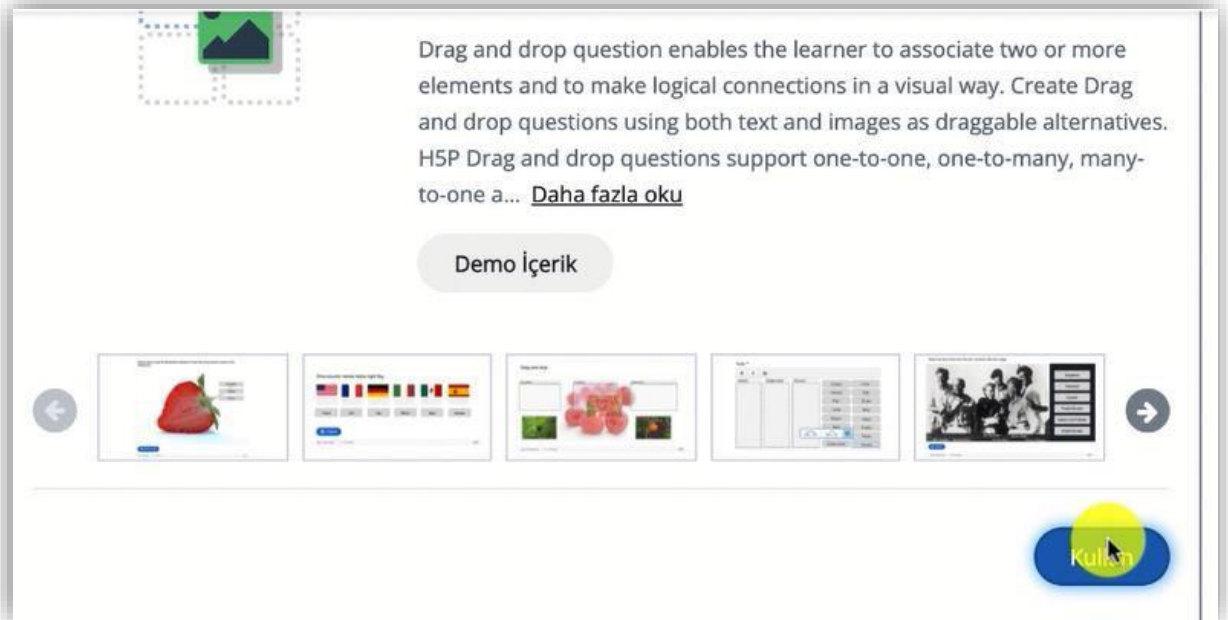 Drag and drop question enables the learner to associate two or more
elements and to make logical connections in a visual way. Create Drag
and drop questions using both text and images as draggable alternatives.
H5P Drag and drop questions support one-to-one, one-to-many, many-
to-one a... Daha fazla oku
Demo İçerik
Kullan